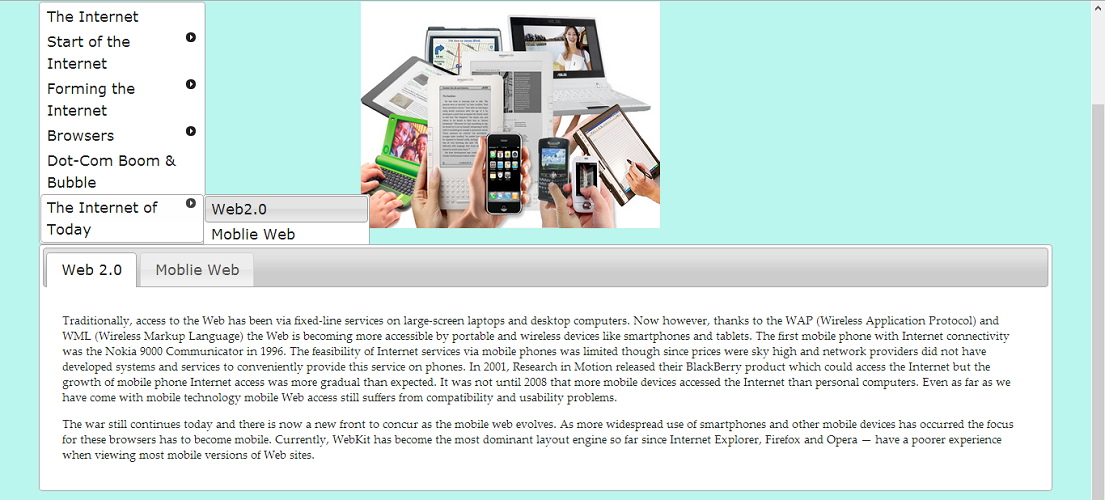 The Internet
Start of the
Internet
Forming the
Internet
Browsers
Dot-Com Boom &
Bubble
The Internet of
Today
Web2.0
Moblie Web
ASUS
Web 2.0
Moblie Web
Traditionally, access to the Web has been via fixed-line services on large-screen laptops and desktop computers. Now however, thanks to the WAP (Wireless Application Protocol) and
WML (Wireless Markup Language) the Web is becoming more accessible by portable and wireless devices like smartphones and tablets. The first mobile phone with Internet connectivity
was the Nokia 9000 Communicator in 1996. The feasibility of Internet services via mobile phones was limited though since prices were sky high and network providers did not have
developed systems and services to conveniently provide this service on phones. In 2001, Research in Motion released their BlackBerry product which could access the Internet but the
growth of mobile phone Internet access was more gradual than expected. It was not until 2008 that more mobile devices accessed the Internet than personal computers. Even as far as we
have come with mobile technology mobile Web access still suffers from compatibility and usability problems.
The war still continues today and there is now a new front to concur as the mobile web evolves. As more widespread use of smartphones and other mobile devices has occurred the focus
for these browsers has to become mobile. Currently, WebKit has become the most dominant layout engine so far since Internet Explorer, Firefox and Opera — have a poorer experience
when viewing most mobile versions of Web sites.